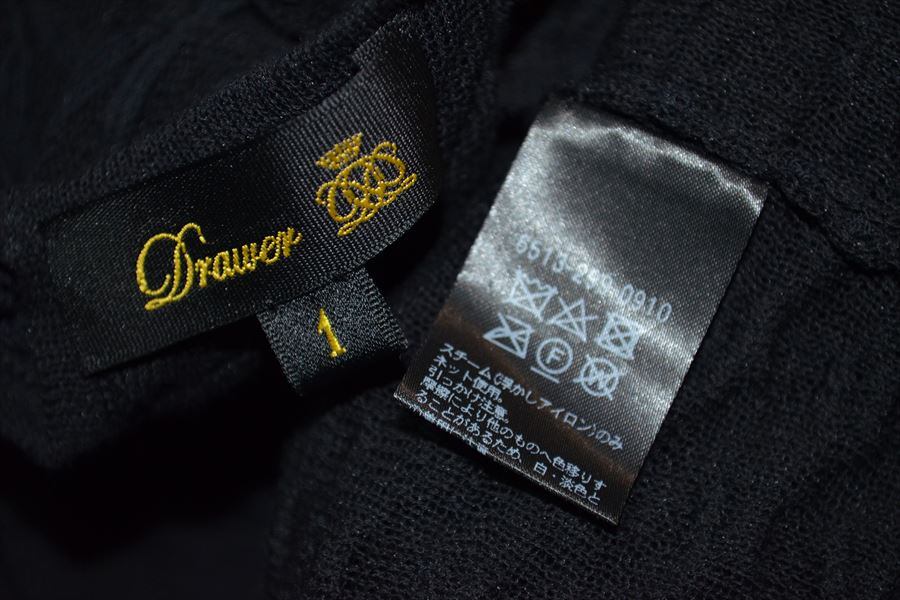 Drawer
1
6513-299-0910
F
W
スチーム(浮かしアイロン)のみ
ネット使用。
引っかけ注意。
摩擦により他のものへ色移りす
ることがあるため、白・淡色と